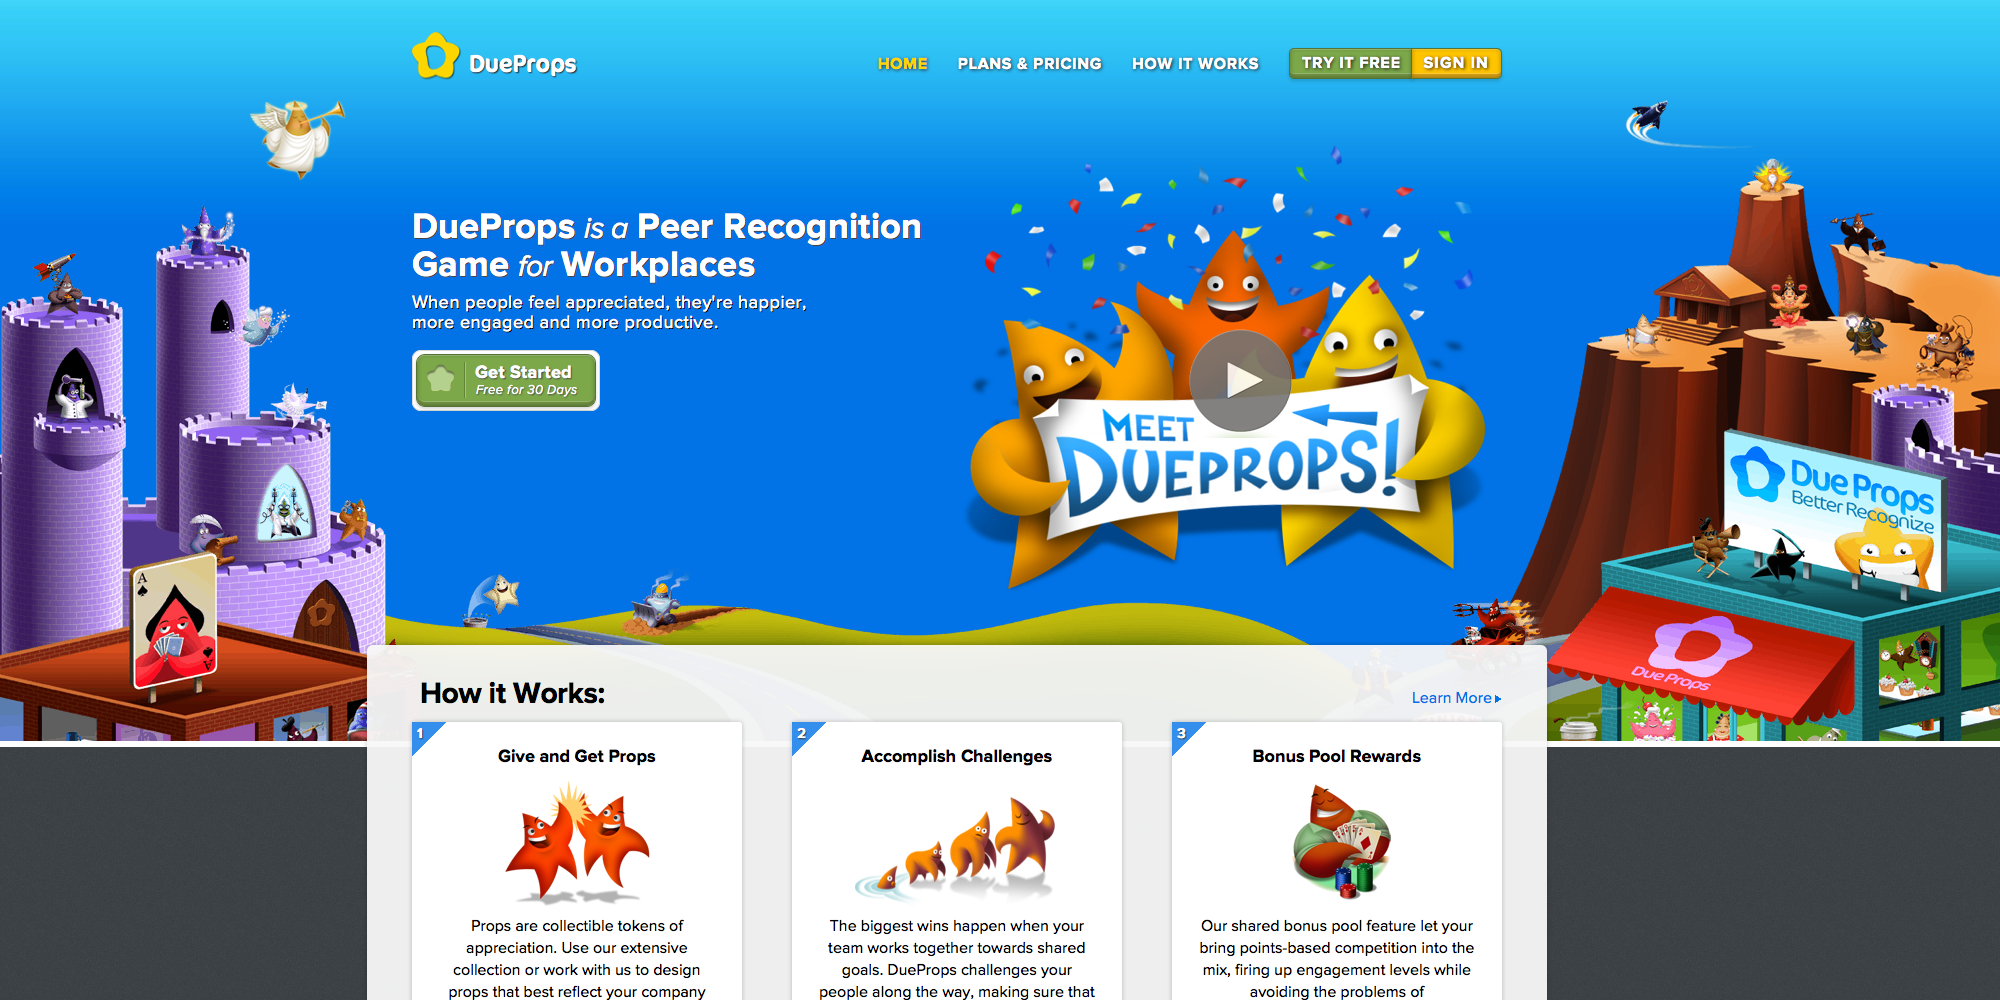 DueProps
HOME
PLANS & PRICING
HOW IT WORKS
TRY IT FREE
SIGN IN
DueProps is a Peer Recognition
Game for Workplaces
When people feel appreciated, they're happier,
more engaged and more productive.
Get Started
Free for 30 Days
MEET
DUEPROPS!
Due Props
Better Recognize
Due Props
A
A
How it Works:
Learn More
1
Give and Get Props
Props are collectible tokens of
appreciation. Use our extensive
collection or work with us to design
props that best reflect your company
2
Accomplish Challenges
The biggest wins happen when your
team works together towards shared
goals. DueProps challenges your
people along the way, making sure that
3
Bonus Pool Rewards
Our shared bonus pool feature let your
bring points-based competition into the
mix, firing up engagement levels while
avoiding the problems of